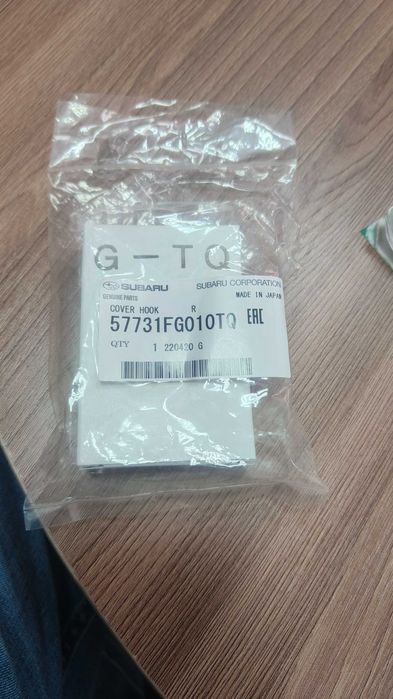 G-TQ
SUBARU SUBARU CORPORATION
GENUINE PARTS MADE IN JAPAN
COVER HOOK R
57731FG010TQ EAC
QTY 1 220420 G